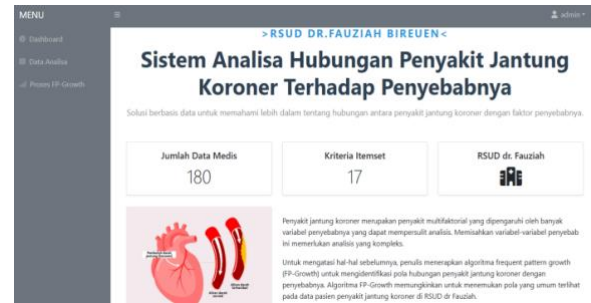 MENU
admin
Dashboard
Data Analisa
Proses FP-Growth
>RSUD DR.FAUZIAH BIREUEN<
Sistem Analisa Hubungan Penyakit Jantung
Koroner Terhadap Penyebabnya
Solusi berbasis data untuk memahami lebih dalam tentang hubungan antara penyakit jantung koroner dengan faktor penyebabnya.
Jumlah Data Medis
180
Kriteria Itemset
17
RSUD dr. Fauziah
Penyakit jantung koroner merupakan penyakit multifaktorial yang dipengaruhi oleh banyak
variabel penyebabnya yang dapat mempersulit analisis. Memisahkan variabel-variabel penyebab
ini memerlukan analisis yang kompleks.
Untuk mengatasi hal-hal sebelumnya, penulis menerapkan algoritma frequent pattern growth
(FP-Growth) untuk mengidentifikasi pola hubungan penyakit jantung koroner dengan
penyebabnya. Algoritma FP-Growth memungkinkan untuk menemukan pola yang umum terlihat
pada data pasien penyakit jantung koroner di RSUD dr Fauziah.